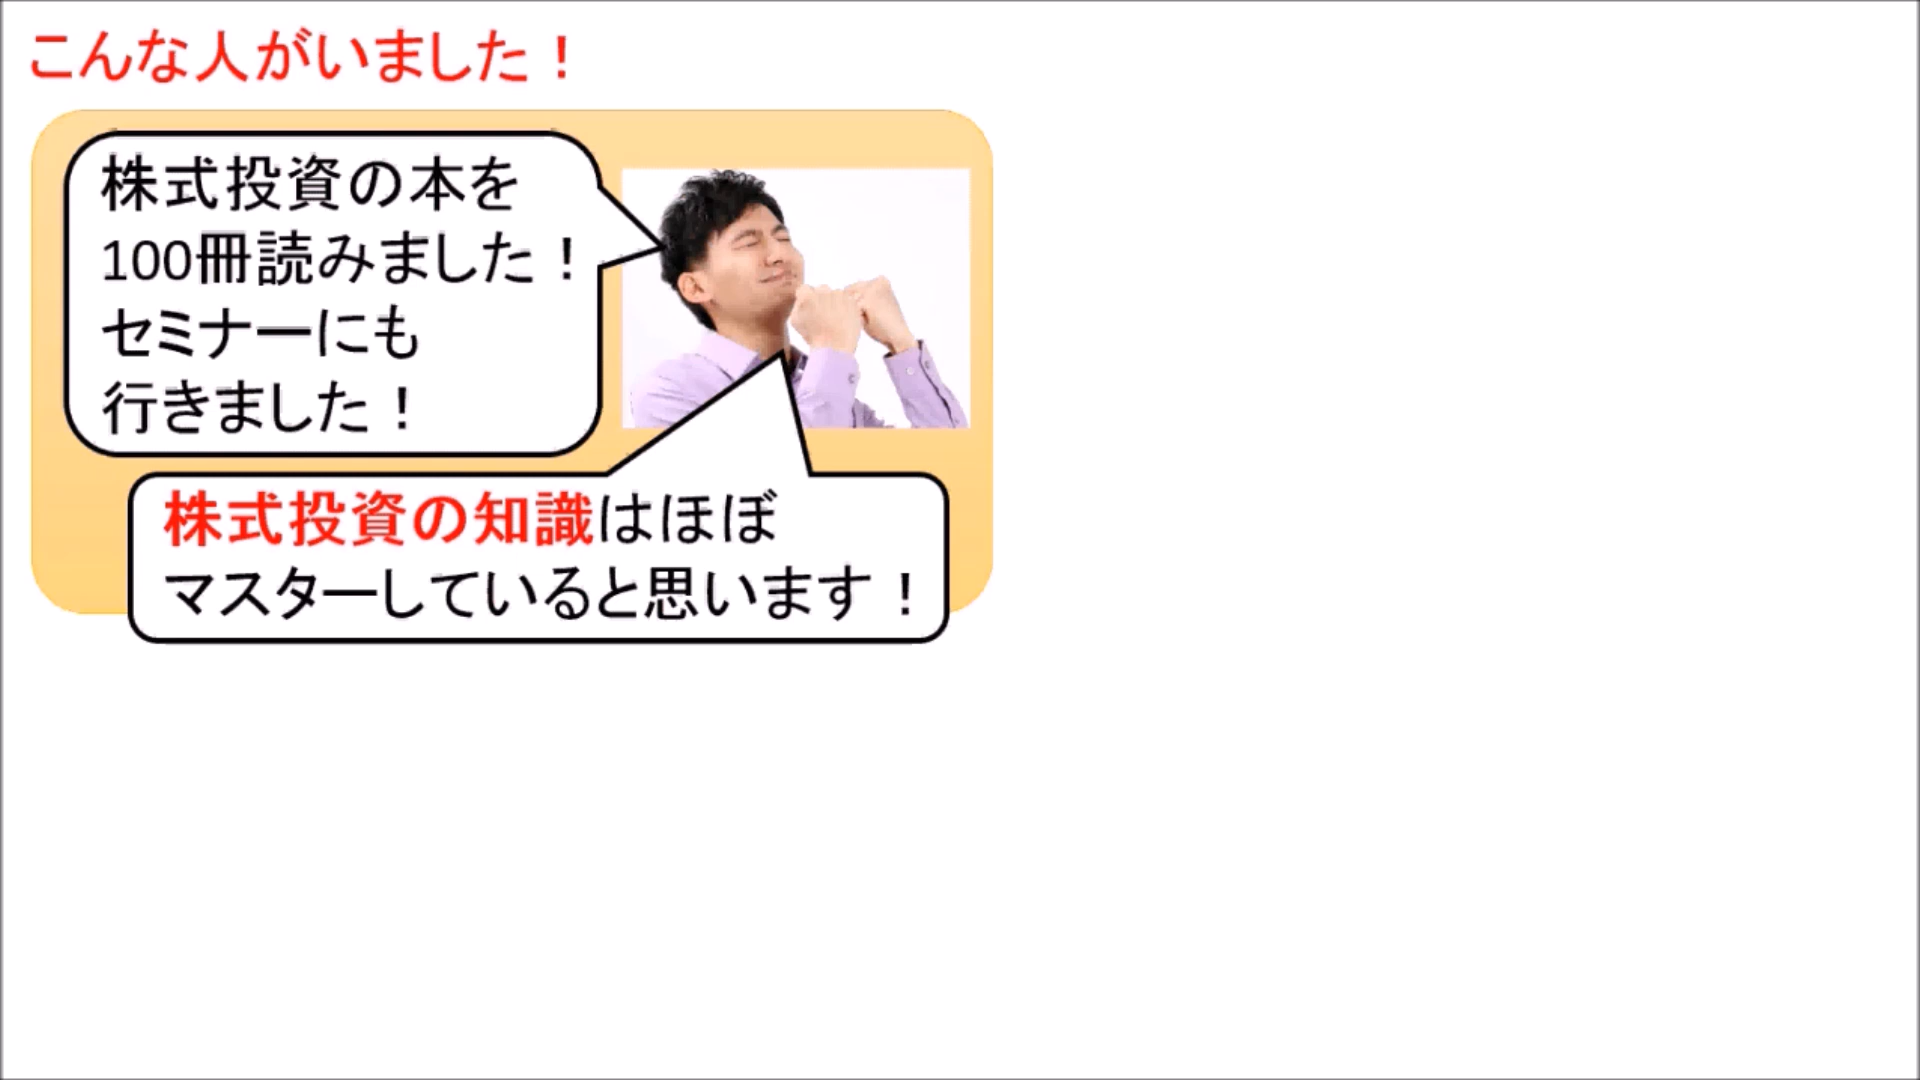 こんな人がいました！
株式投資の本を
100冊読みました！
セミナーにも
行きました！
株式投資の知識はほぼ
マスターしていると思います！